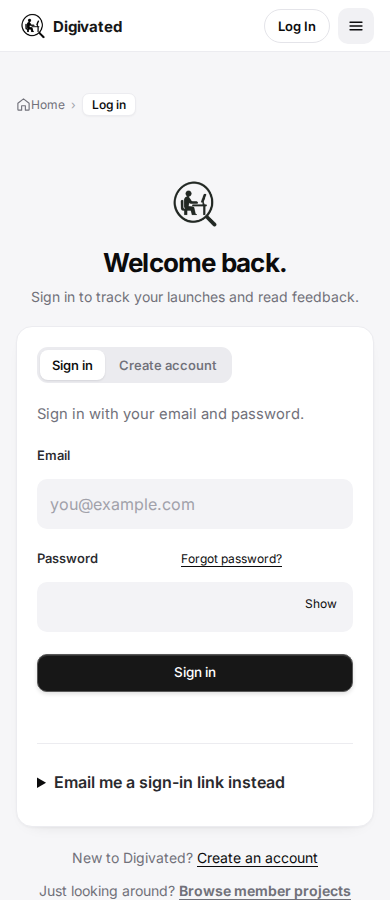 Digivated
Log In
Home › Log in
Welcome back.
Sign in to track your launches and read feedback.
Sign in
Create account
Sign in with your email and password.
Email
you@example.com
Password
Forgot password?
Show
Sign in
Email me a sign-in link instead
New to Digivated? Create an account
Just looking around? Browse member projects